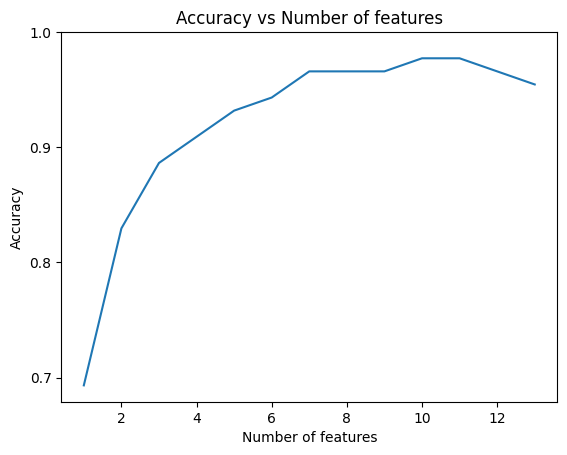 Accuracy vs Number of features
1.0
0.9
0.8
0.7
Accuracy
2 4 6 8 10 12
Number of features